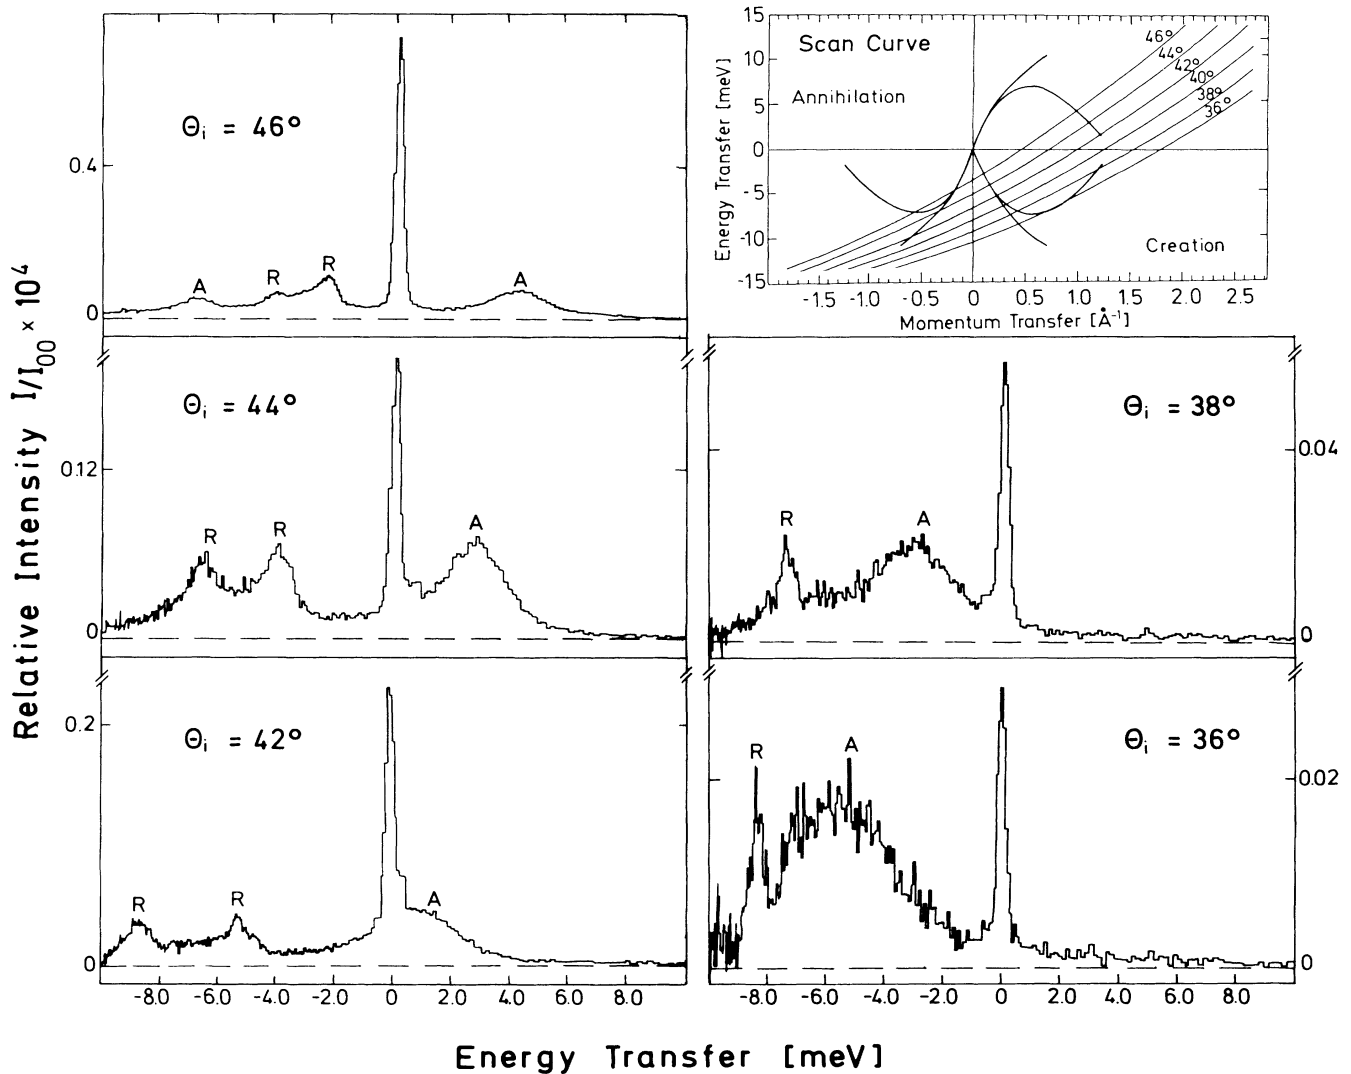 Relative Intensity I/I00 × 10⁴
Θi = 46°
0.4
0
A
R
R
Θi = 44°
0.12
0
R
R
A
Θi = 42°
0.2
0
R
R
A
-8.0 -6.0 -4.0 -2.0 0 2.0 4.0 6.0 8.0
Scan Curve
Annihilation
Creation
Energy Transfer [meV]
15
10
5
0
-5
-10
-15
46°
44°
42°
40°
38°
36°
-1.5 -1.0 -0.5 0.0 0.5 1.0 1.5 2.0 2.5
Momentum Transfer [Å⁻¹]
Θi = 38°
0.04
0
R
A
Θi = 36°
0.02
0
R
A
-8.0 -6.0 -4.0 -2.0 0 2.0 4.0 6.0 8.0
Energy Transfer [meV]